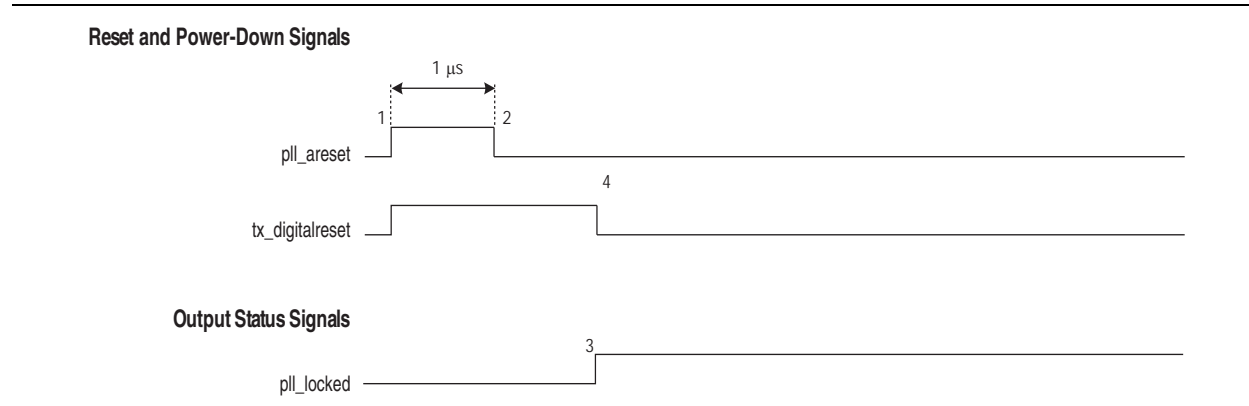 Reset and Power-Down Signals
1 μs
1
2
pll_areset
4
tx_digitalreset
Output Status Signals
3
pll_locked